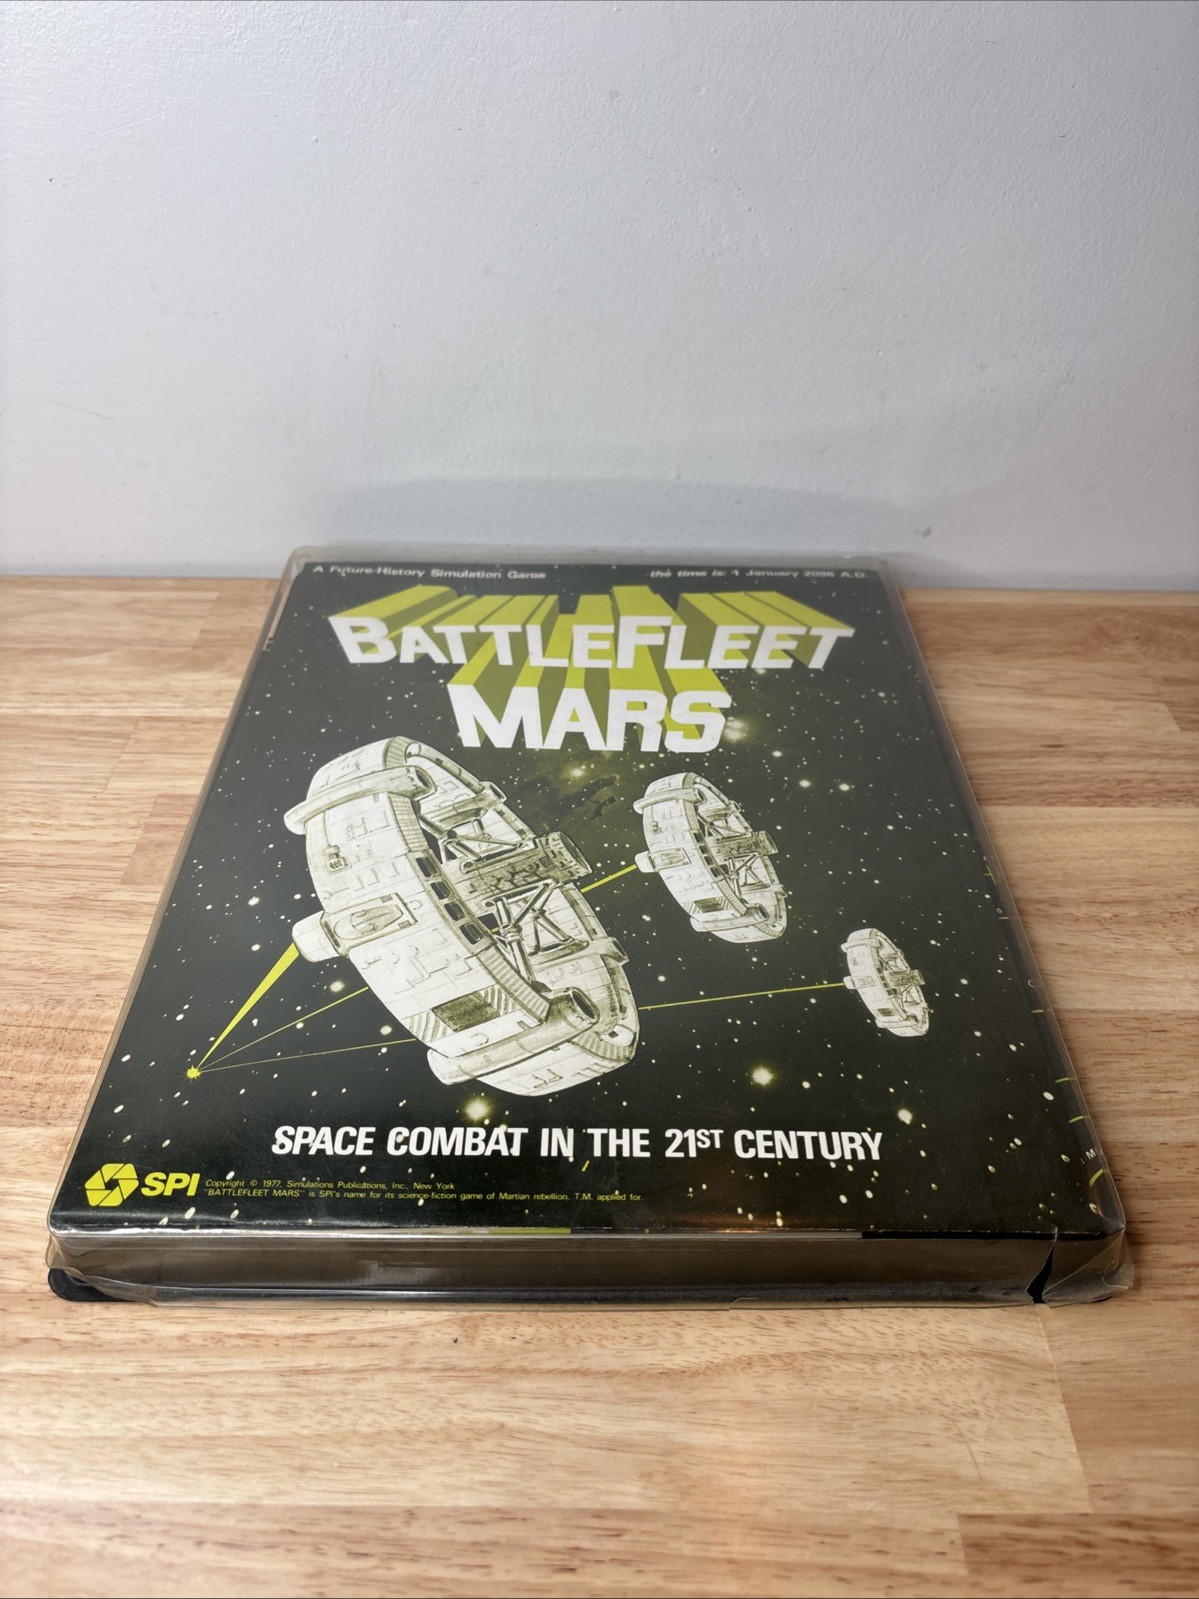 A Future-History Simulation Game
the time is: 1 January 2096 A.D.
BATTLEFLEET
MARS
SPACE COMBAT IN THE 21ST CENTURY
SPI
Copyright © 1977, Simulations Publications, Inc., New York
"BATTLEFLEET MARS" is SPI's name for its science-fiction game of Martian rebellion. T.M. applied for.